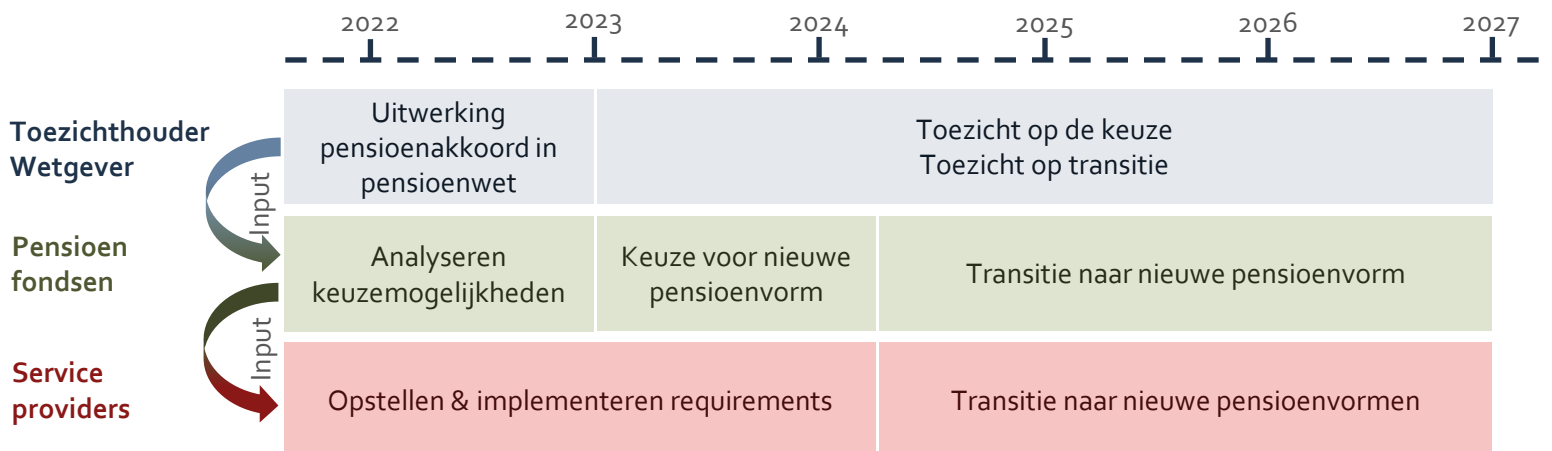 2022
2023
2024
2025
2026
2027
Toezichthouder
Wetgever
Uitwerking
pensioenakkoord in
pensioenwet
Toezicht op de keuze
Toezicht op transitie
Input
Pensioen
fondsen
Analyseren
keuzemogelijkheden
Keuze voor nieuwe
pensioenvorm
Transitie naar nieuwe pensioenvorm
Input
Service
providers
Opstellen & implementeren requirements
Transitie naar nieuwe pensioenvormen